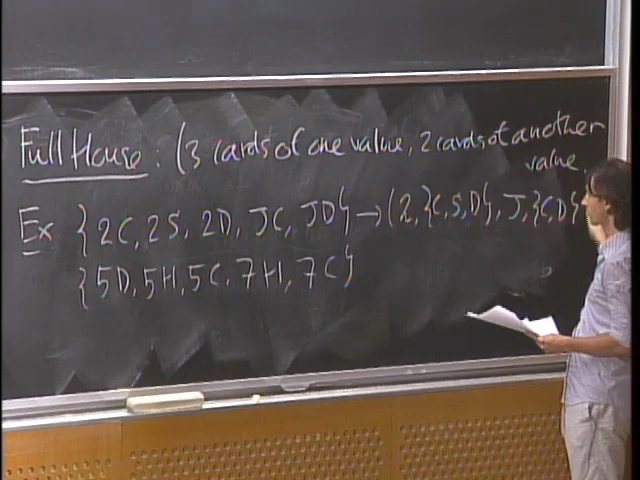 Full House: (3 cards of one value, 2 cards of another
value
Ex {2C, 2S, 2D, JC, JD} → (2, {C, S, D}, J, {C, D}
{5D, 5H, 5C, 7H, 7C}